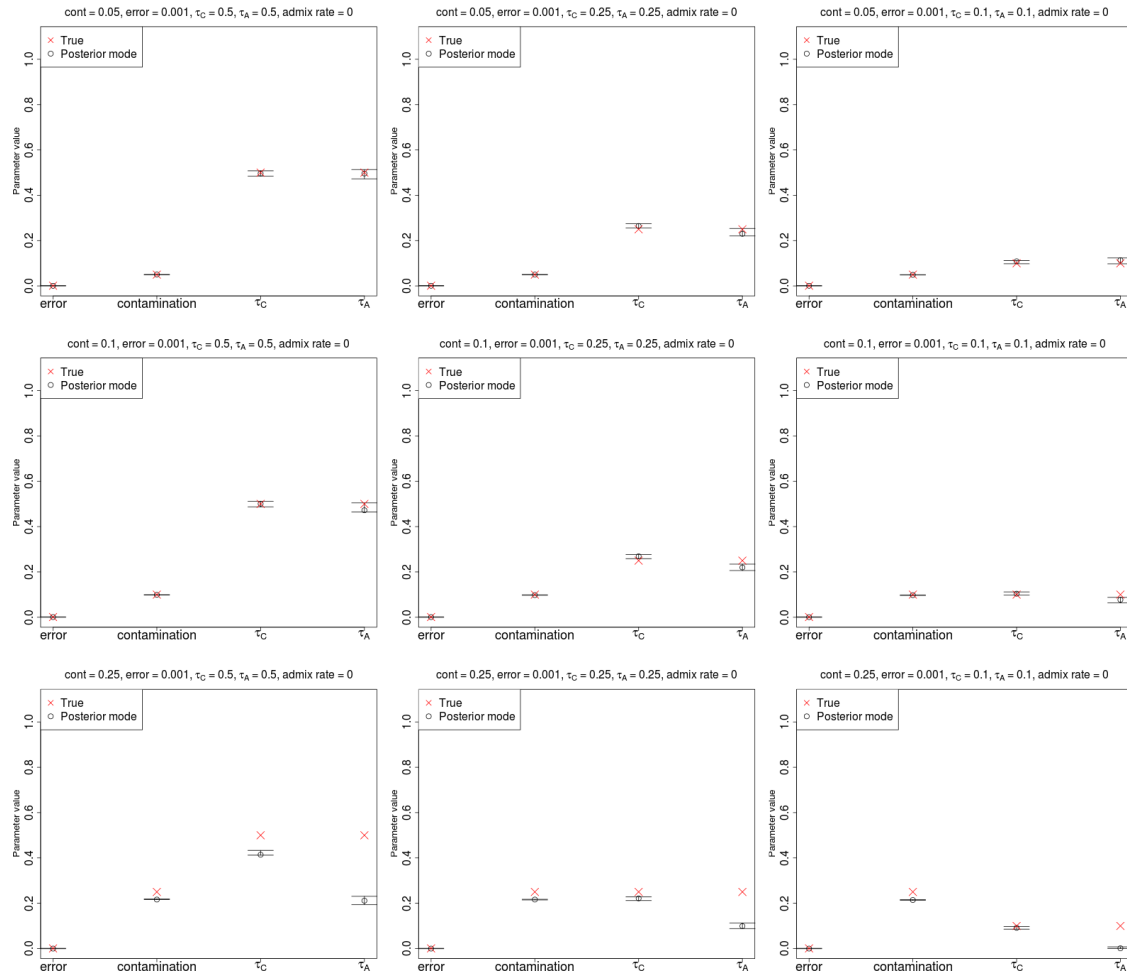 cont = 0.05, error = 0.001, τC = 0.5, τA = 0.5, admix rate = 0
× True
○ Posterior mode
Parameter value
0.0 0.2 0.4 0.6 0.8 1.0
error contamination τC τA
cont = 0.05, error = 0.001, τC = 0.25, τA = 0.25, admix rate = 0
× True
○ Posterior mode
Parameter value
0.0 0.2 0.4 0.6 0.8 1.0
error contamination τC τA
cont = 0.05, error = 0.001, τC = 0.1, τA = 0.1, admix rate = 0
× True
○ Posterior mode
Parameter value
0.0 0.2 0.4 0.6 0.8 1.0
error contamination τC τA
cont = 0.1, error = 0.001, τC = 0.5, τA = 0.5, admix rate = 0
× True
○ Posterior mode
Parameter value
0.0 0.2 0.4 0.6 0.8 1.0
error contamination τC τA
cont = 0.1, error = 0.001, τC = 0.25, τA = 0.25, admix rate = 0
× True
○ Posterior mode
Parameter value
0.0 0.2 0.4 0.6 0.8 1.0
error contamination τC τA
cont = 0.1, error = 0.001, τC = 0.1, τA = 0.1, admix rate = 0
× True
○ Posterior mode
Parameter value
0.0 0.2 0.4 0.6 0.8 1.0
error contamination τC τA
cont = 0.25, error = 0.001, τC = 0.5, τA = 0.5, admix rate = 0
× True
○ Posterior mode
Parameter value
0.0 0.2 0.4 0.6 0.8 1.0
error contamination τC τA
cont = 0.25, error = 0.001, τC = 0.25, τA = 0.25, admix rate = 0
× True
○ Posterior mode
Parameter value
0.0 0.2 0.4 0.6 0.8 1.0
error contamination τC τA
cont = 0.25, error = 0.001, τC = 0.1, τA = 0.1, admix rate = 0
× True
○ Posterior mode
Parameter value
0.0 0.2 0.4 0.6 0.8 1.0
error contamination τC τA